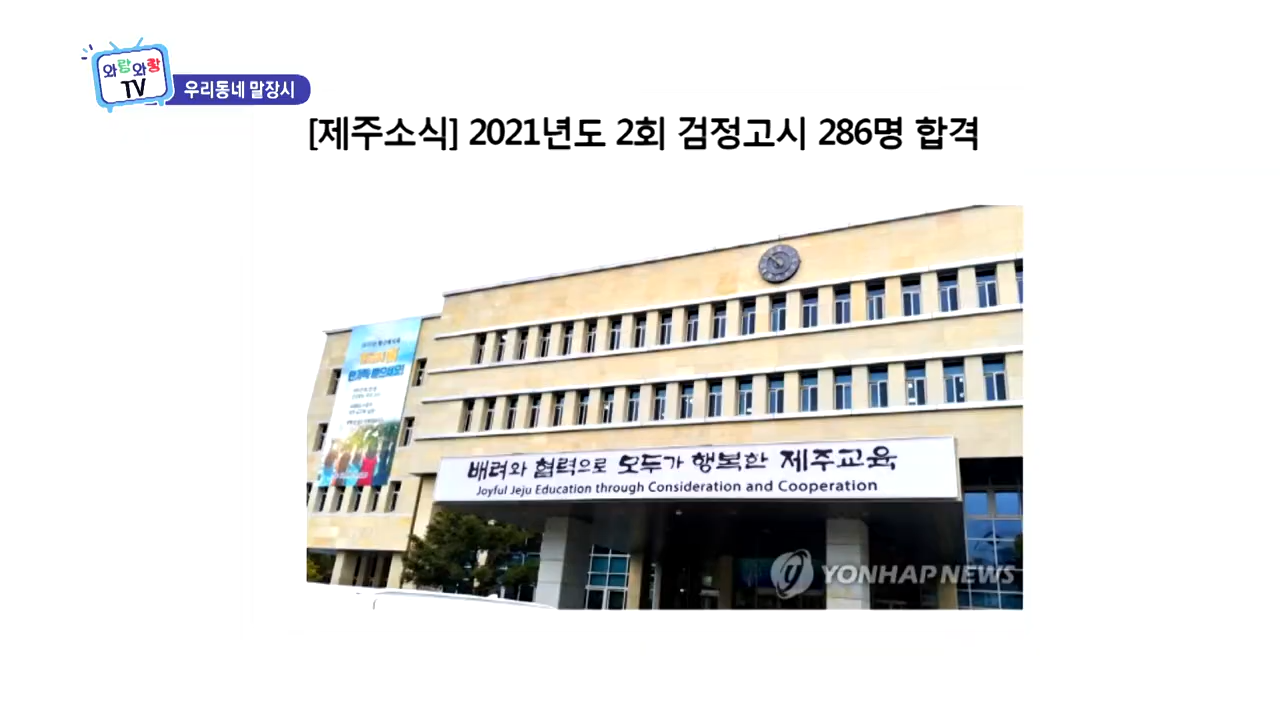 와랍와랑
TV
우리동네 말장시
[제주소식] 2021년도 2회 검정고시 286명 합격
배려와 협력으로 모두가 행복한 제주교육
Joyful Jeju Education through Consideration and Cooperation
YONHAP NEWS